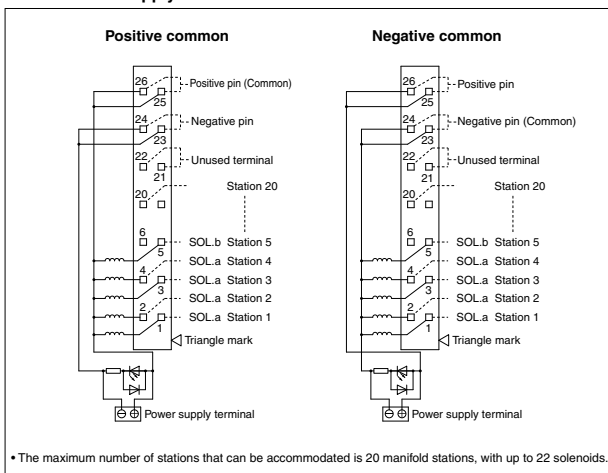 Positive common
26
Positive pin (Common)
25
24
Negative pin
23
22
Unused terminal
21
20
Station 20
6
SOL.b Station 5
5
SOL.a Station 4
4
SOL.a Station 3
3
SOL.a Station 2
2
SOL.a Station 1
1
Triangle mark
⊖ ⊕ Power supply terminal
Negative common
26
Positive pin
25
24
Negative pin (Common)
23
22
Unused terminal
21
20
Station 20
6
SOL.b Station 5
5
SOL.a Station 4
4
SOL.a Station 3
3
SOL.a Station 2
2
SOL.a Station 1
1
Triangle mark
⊖ ⊕ Power supply terminal
• The maximum number of stations that can be accommodated is 20 manifold stations, with up to 22 solenoids.